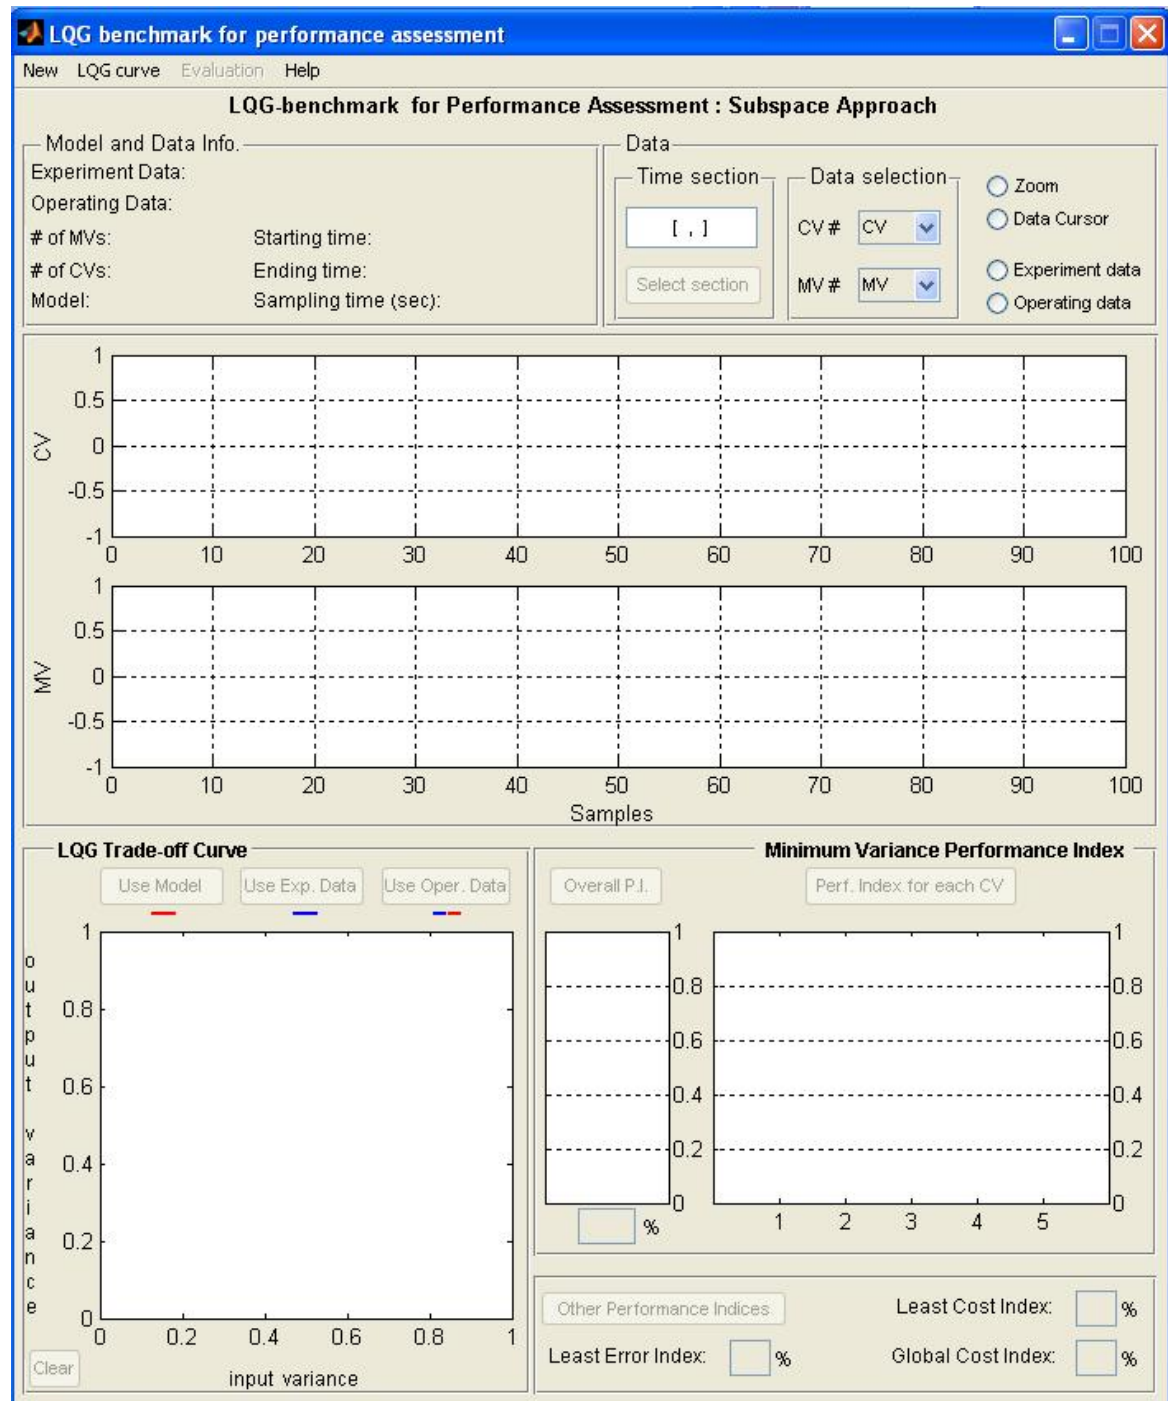 LQG benchmark for performance assessment
New LQG curve Evaluation Help
LQG-benchmark for Performance Assessment : Subspace Approach
Model and Data Info.
Experiment Data:
Operating Data:
# of MVs: Starting time:
# of CVs: Ending time:
Model: Sampling time (sec):
Data
Time section
[ , ]
Select section
Data selection
CV # CV
MV # MV
Zoom
Data Cursor
Experiment data
Operating data
CV
1
0.5
0
-0.5
-1
0 10 20 30 40 50 60 70 80 90 100
MV
1
0.5
0
-0.5
-1
0 10 20 30 40 50 60 70 80 90 100
Samples
LQG Trade-off Curve
Use Model Use Exp. Data Use Oper. Data
output variance
1
0.8
0.6
0.4
0.2
0
0 0.2 0.4 0.6 0.8 1
input variance
Clear
Minimum Variance Performance Index
Overall P.I. Perf. Index for each CV
1
0.8
0.6
0.4
0.2
0
%
1
0.8
0.6
0.4
0.2
0
1 2 3 4 5
Other Performance Indices Least Cost Index: %
Least Error Index: % Global Cost Index: %